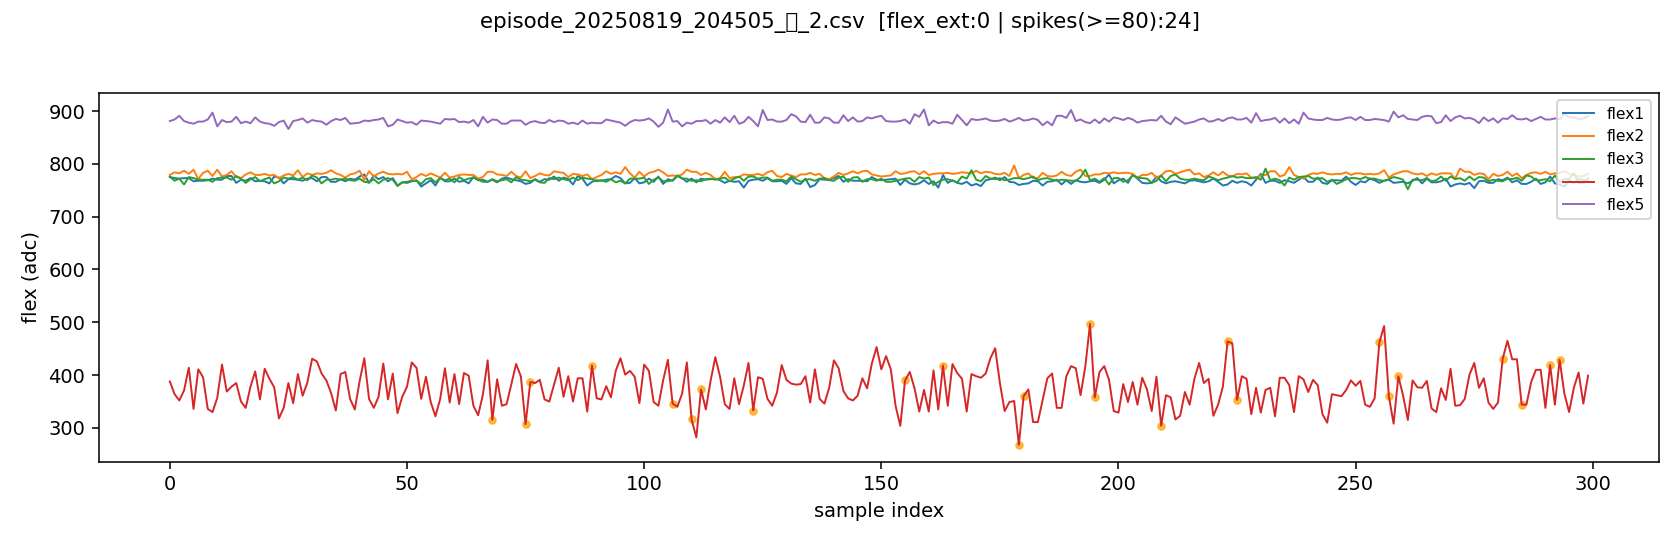 episode_20250819_204505_▯_2.csv  [flex_ext:0 | spikes(>=80):24]
flex (adc)
900
800
700
600
500
400
300
flex1
flex2
flex3
flex4
flex5
0
50
100
150
200
250
300
sample index